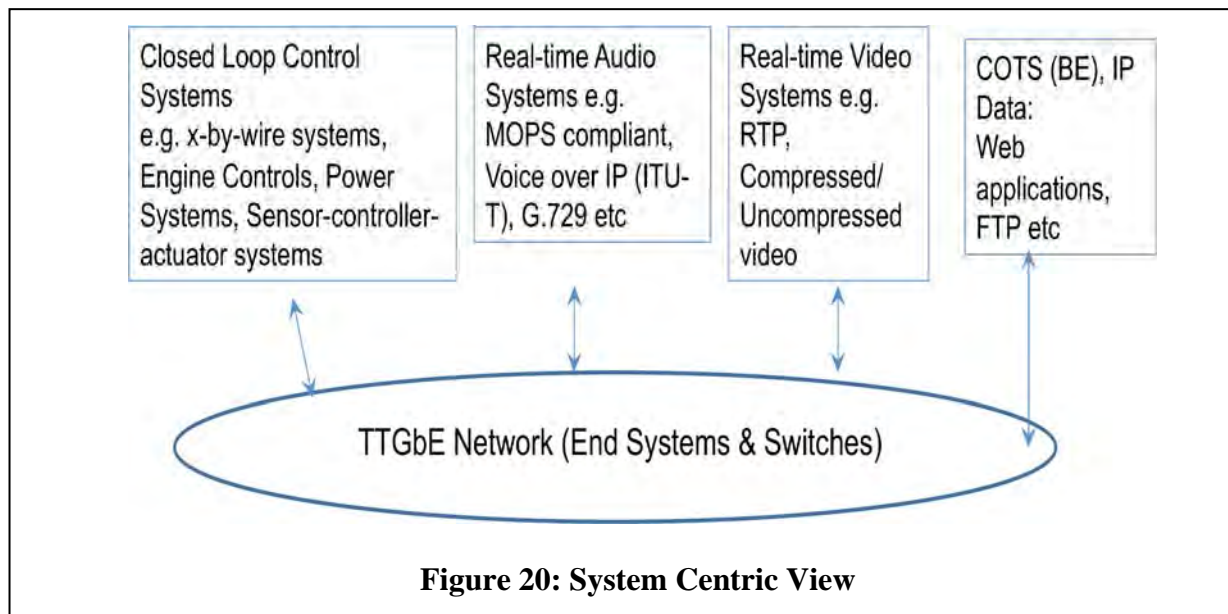 Closed Loop Control
Systems
e.g. x-by-wire systems,
Engine Controls, Power
Systems, Sensor-controller-
actuator systems
Real-time Audio
Systems e.g.
MOPS compliant,
Voice over IP (ITU-
T), G.729 etc
Real-time Video
Systems e.g.
RTP,
Compressed/
Uncompressed
video
COTS (BE), IP
Data:
Web
applications,
FTP etc
TTGbE Network (End Systems & Switches)
Figure 20: System Centric View